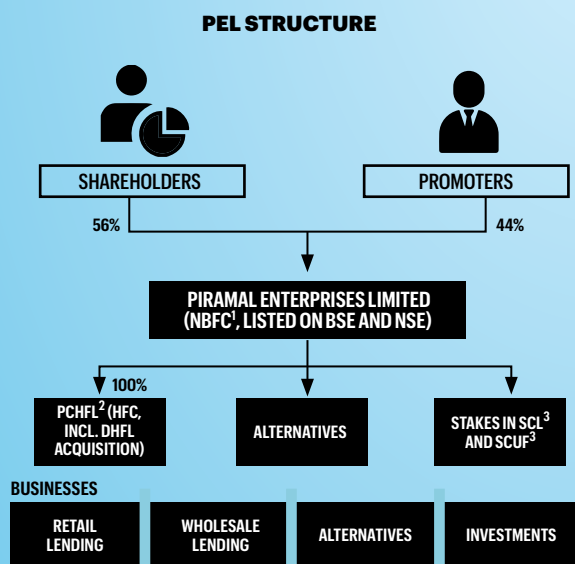 PEL STRUCTURE
SHAREHOLDERS
PROMOTERS
56%
44%
PIRAMAL ENTERPRISES LIMITED
(NBFC¹, LISTED ON BSE AND NSE)
100%
PCHFL² (HFC,
INCL. DHFL
ACQUISITION)
ALTERNATIVES
STAKES IN SCL³
AND SCUF³
BUSINESSES
RETAIL
LENDING
WHOLESALE
LENDING
ALTERNATIVES
INVESTMENTS